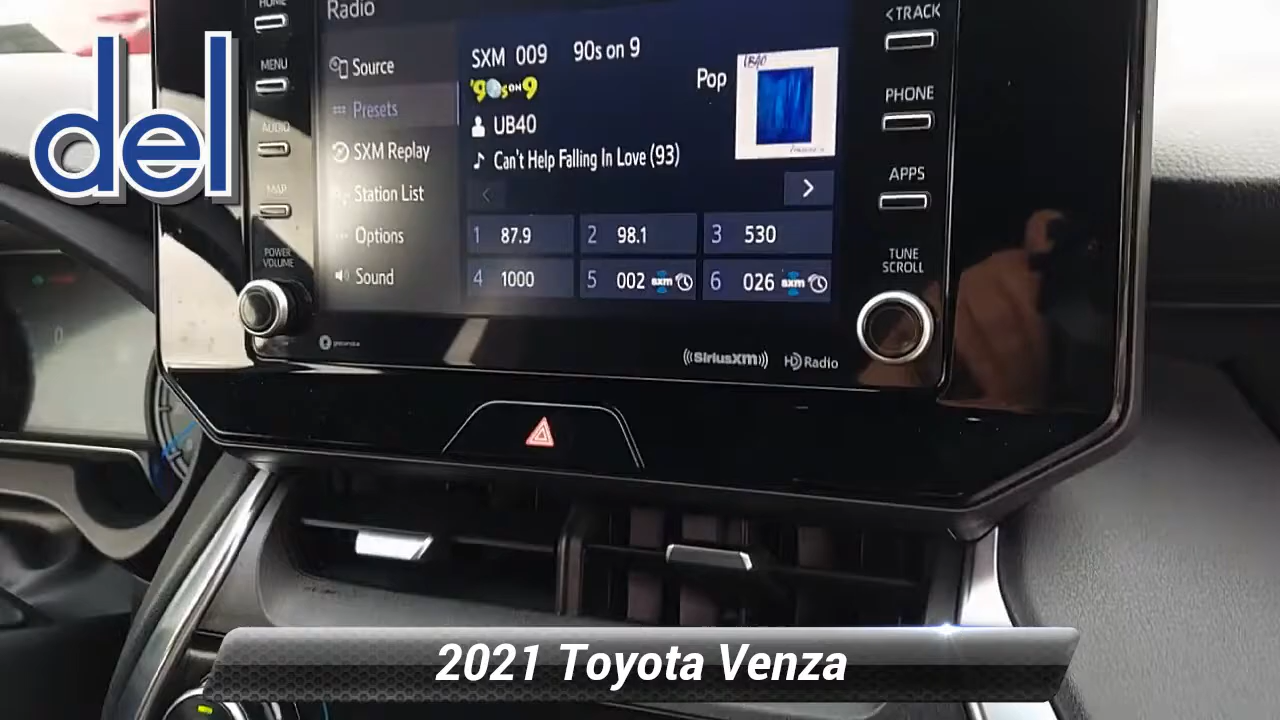 del
Radio
HOME
MENU
AUDIO
MAP
POWER
VOLUME
Source
Presets
SXM Replay
Station List
Options
Sound
SXM 009 90s on 9
'90s ON 9
Pop
UB40
UB40
Can't Help Falling In Love (93)
1 87.9
2 98.1
3 530
4 1000
5 002 sxm
6 026 sxm
<TRACK
PHONE
APPS
TUNE
SCROLL
((SiriusXM))
HD Radio
0
2021 Toyota Venza